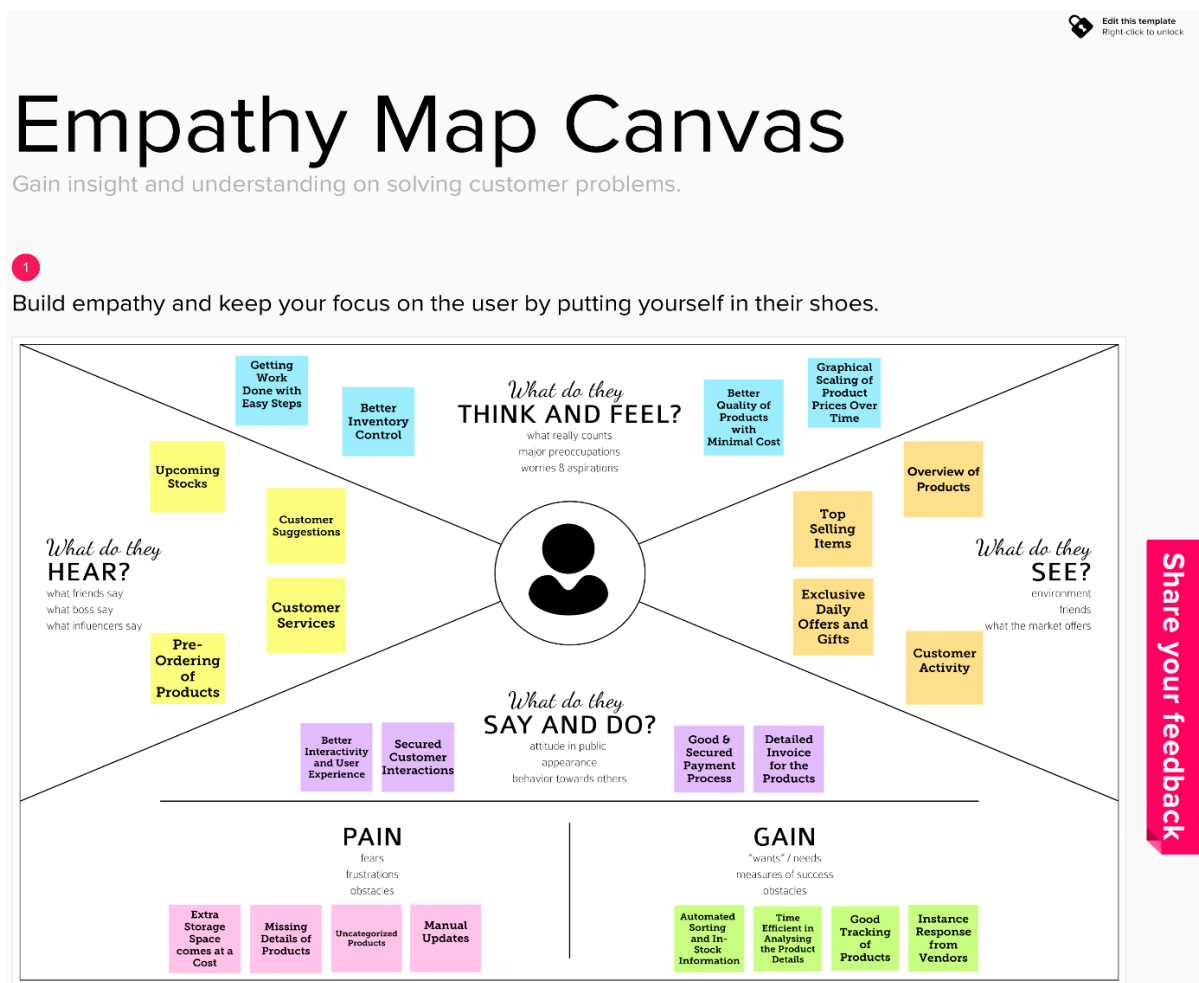 Edit this template
Right-click to unlock
Empathy Map Canvas
Gain insight and understanding on solving customer problems.
1
Build empathy and keep your focus on the user by putting yourself in their shoes.
Getting
Work
Done with
Easy Steps
Better
Inventory
Control
What do they
THINK AND FEEL?
what really counts
major preoccupations
worries & aspirations
Better
Quality of
Products
with
Minimal Cost
Graphical
Scaling of
Product
Prices Over
Time
Upcoming
Stocks
Customer
Suggestions
What do they
HEAR?
what friends say
what boss say
what influencers say
Customer
Services
Pre-
Ordering
of
Products
Overview of
Products
Top
Selling
Items
What do they
SEE?
environment
friends
what the market offers
Exclusive
Daily
Offers and
Gifts
Customer
Activity
Share your feedback
What do they
SAY AND DO?
attitude in public
appearance
behavior towards others
Better
Interactivity
and User
Experience
Secured
Customer
Interactions
Good &
Secured
Payment
Process
Detailed
Invoice
for the
Products
PAIN
fears
frustrations
obstacles
Extra
Storage
Space
comes at a
Cost
Missing
Details of
Products
Uncategorized
Products
Manual
Updates
GAIN
"wants" / needs
measures of success
obstacles
Automated
Sorting
and In-
Stock
Information
Time
Efficient in
Analysing
the Product
Details
Good
Tracking
of
Products
Instance
Response
from
Vendors